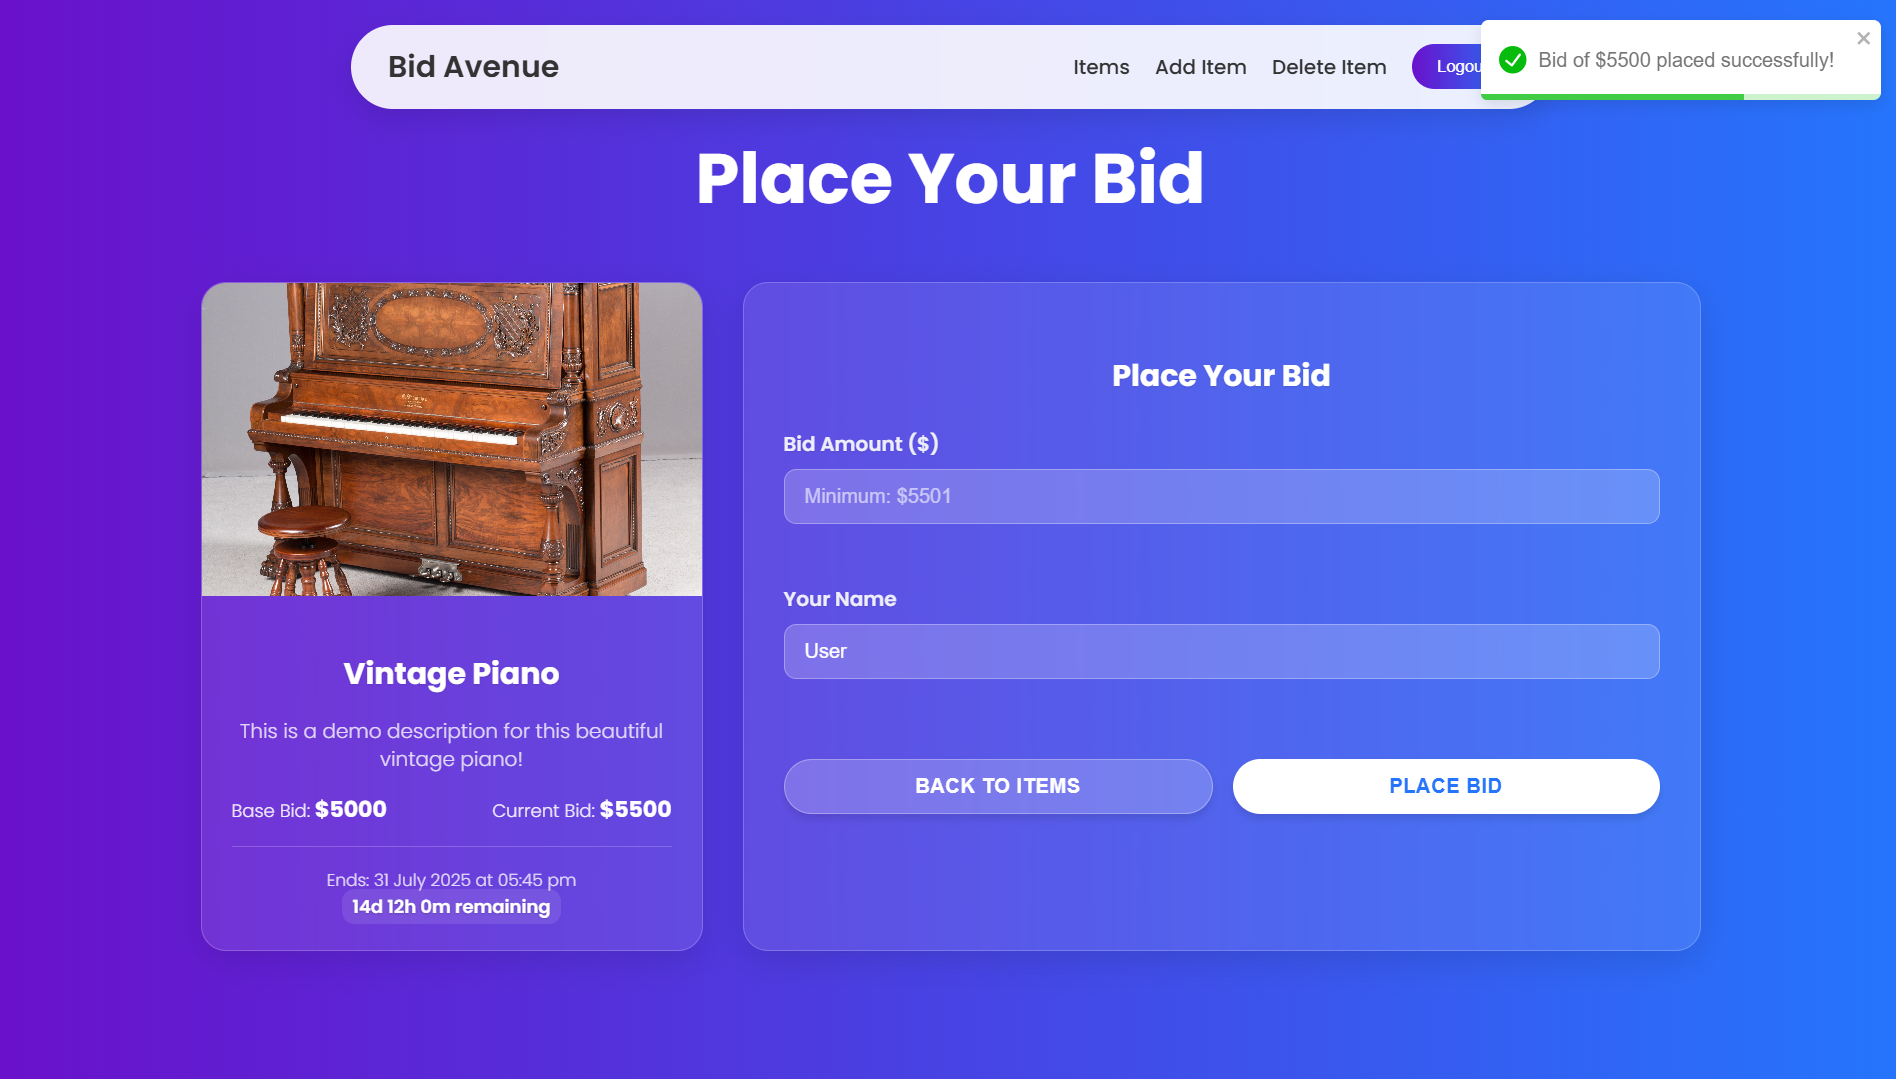 Bid Avenue
Items
Add Item
Delete Item
Logou
Bid of $5500 placed successfully!
Place Your Bid
Vintage Piano
This is a demo description for this beautiful
vintage piano!
Base Bid: $5000
Current Bid: $5500
Ends: 31 July 2025 at 05:45 pm
14d 12h 0m remaining
Place Your Bid
Bid Amount ($)
Minimum: $5501
Your Name
User
BACK TO ITEMS
PLACE BID